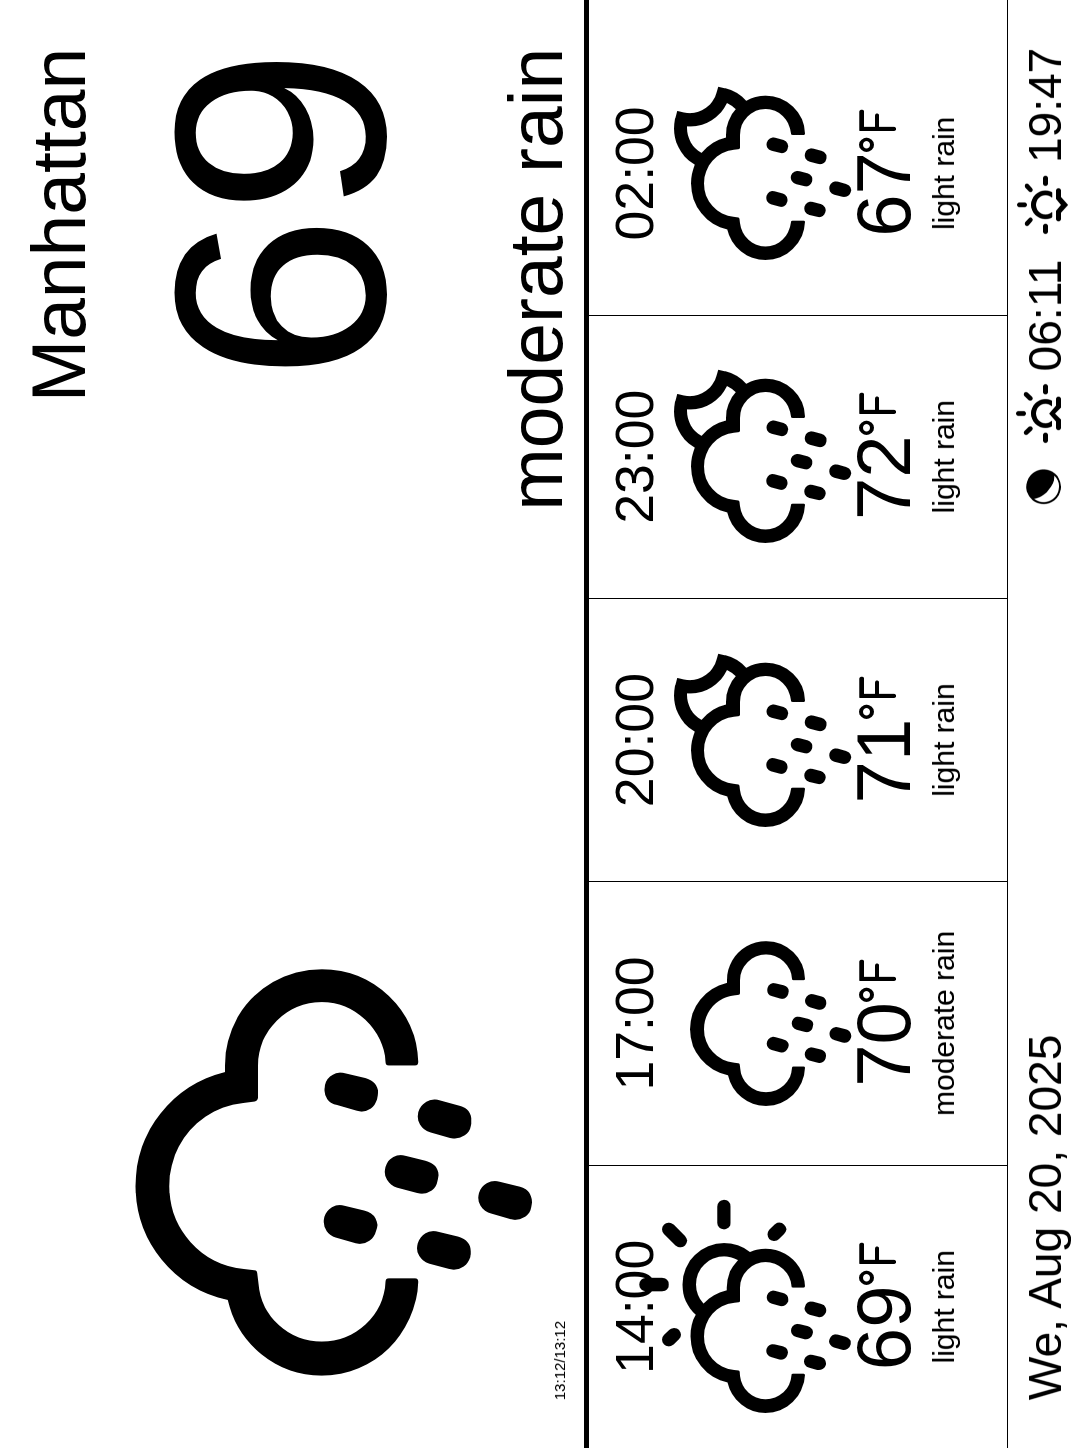 Manhattan
69
moderate rain
13:12/13:12
14:00
69°F
light rain
17:00
70°F
moderate rain
20:00
71°F
light rain
23:00
72°F
light rain
02:00
67°F
light rain
We, Aug 20, 2025
06:11
19:47